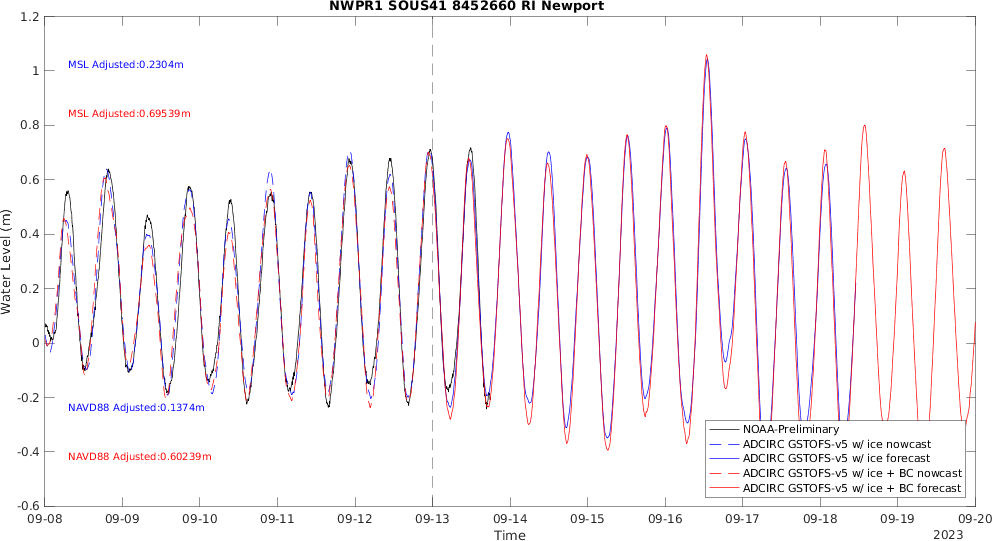 NWPR1 SOUS41 8452660 RI Newport
1.2
1
0.8
0.6
0.4
0.2
0
-0.2
-0.4
-0.6
Water Level (m)
MSL Adjusted:0.2304m
MSL Adjusted:0.69539m
NAVD88 Adjusted:0.1374m
NAVD88 Adjusted:0.60239m
NOAA-Preliminary
ADCIRC GSTOFS-v5 w/ ice nowcast
ADCIRC GSTOFS-v5 w/ ice forecast
ADCIRC GSTOFS-v5 w/ ice + BC nowcast
ADCIRC GSTOFS-v5 w/ ice + BC forecast
09-08 09-09 09-10 09-11 09-12 09-13 09-14 09-15 09-16 09-17 09-18 09-19 09-20
Time
2023